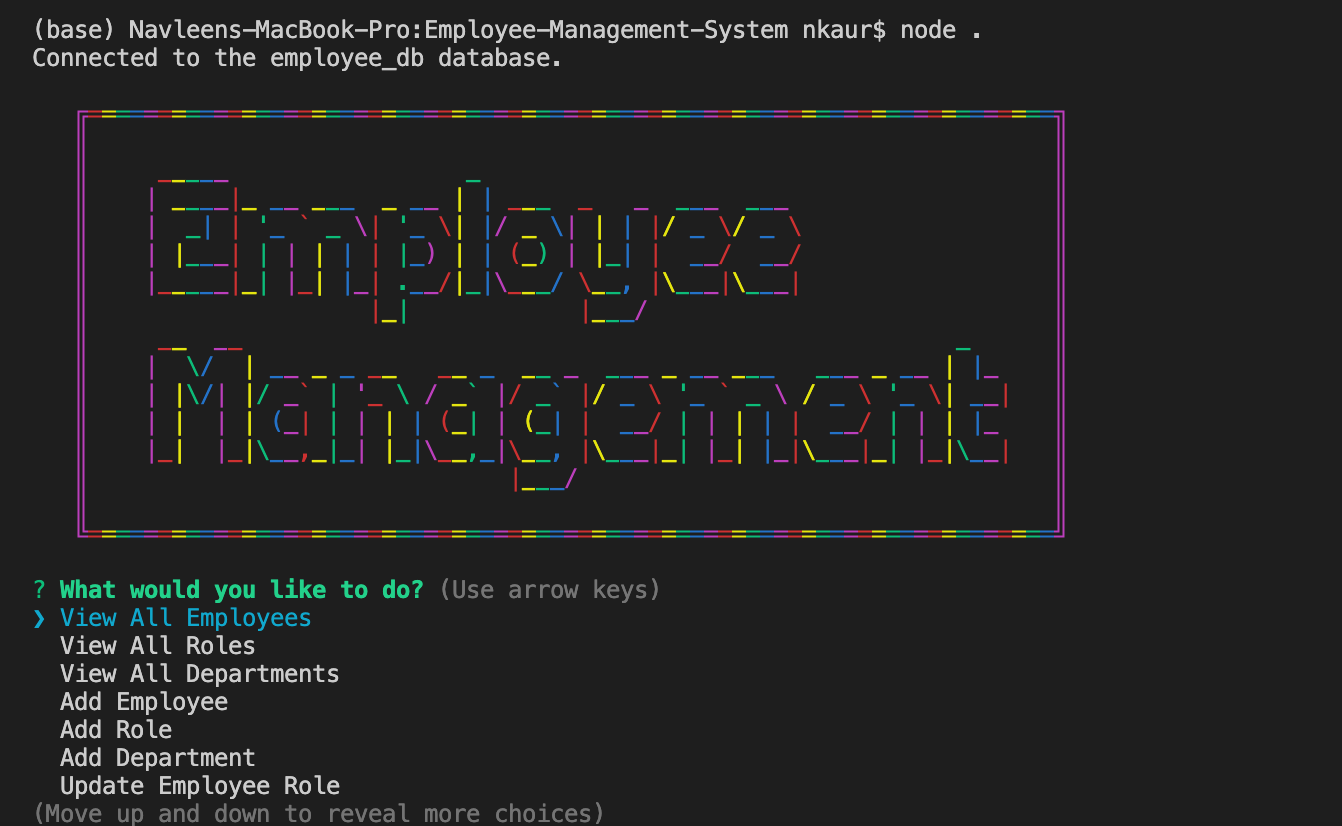 (base) Navleens-MacBook-Pro:Employee-Management-System nkaur$ node .
Connected to the employee_db database.
Employee
Management
? What would you like to do? (Use arrow keys)
❯ View All Employees
View All Roles
View All Departments
Add Employee
Add Role
Add Department
Update Employee Role
(Move up and down to reveal more choices)